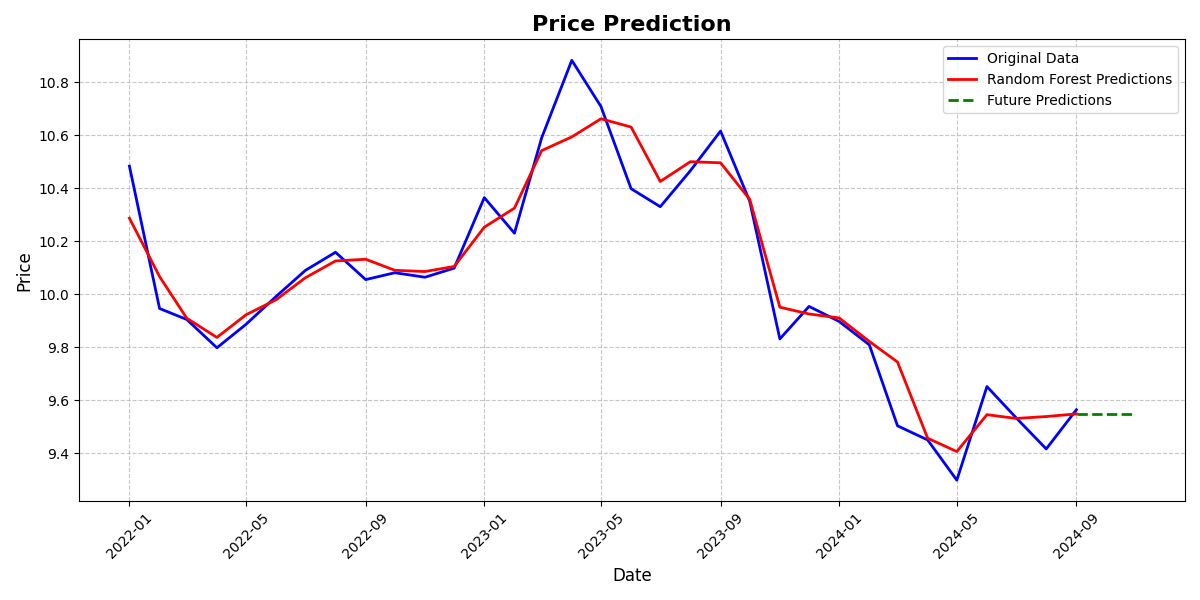 Price Prediction
Original Data
Random Forest Predictions
Future Predictions
Price
10.8
10.6
10.4
10.2
10.0
9.8
9.6
9.4
2022-01
2022-05
2022-09
2023-01
2023-05
2023-09
2024-01
2024-05
2024-09
Date